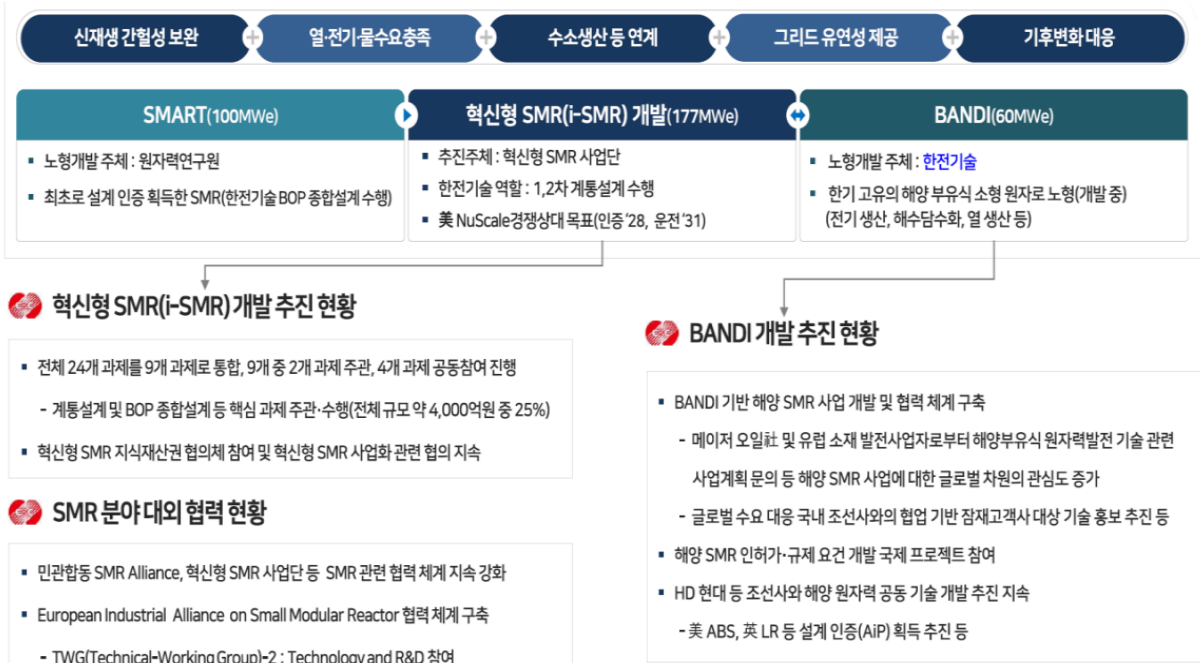 신재생 간헐성 보완
열·전기·물수요충족
수소생산 등 연계
그리드 유연성 제공
기후변화 대응
SMART(100MWe)
▪ 노형개발 주체 : 원자력연구원
▪ 최초로 설계 인증 획득한 SMR(한전기술 BOP 종합설계 수행)
혁신형 SMR(i-SMR) 개발(177MWe)
▪ 추진주체 : 혁신형 SMR 사업단
▪ 한전기술 역할 : 1,2차 계통설계 수행
▪ 美 NuScale경쟁상대 목표(인증 ’28, 운전 ’31)
BANDI(60MWe)
▪ 노형개발 주체 : 한전기술
▪ 한기 고유의 해양 부유식 소형 원자로 노형(개발 중)
(전기 생산, 해수담수화, 열 생산 등)
혁신형 SMR(i-SMR) 개발 추진 현황
▪ 전체 24개 과제를 9개 과제로 통합, 9개 중 2개 과제 주관, 4개 과제 공동참여 진행
- 계통설계 및 BOP 종합설계 등 핵심 과제 주관·수행(전체 규모 약 4,000억원 중 25%)
▪ 혁신형 SMR 지식재산권 협의체 참여 및 혁신형 SMR 사업화 관련 협의 지속
SMR 분야 대외 협력 현황
▪ 민관합동 SMR Alliance, 혁신형 SMR 사업단 등 SMR 관련 협력 체계 지속 강화
▪ European Industrial Alliance on Small Modular Reactor 협력 체계 구축
- TWG(Technical-Working Group)-2 : Technology and R&D 참여
BANDI 개발 추진 현황
▪ BANDI 기반 해양 SMR 사업 개발 및 협력 체계 구축
- 메이저 오일社 및 유럽 소재 발전사업자로부터 해양부유식 원자력발전 기술 관련
사업계획 문의 등 해양 SMR 사업에 대한 글로벌 차원의 관심도 증가
- 글로벌 수요 대응 국내 조선사와의 협업 기반 잠재고객사 대상 기술 홍보 추진 등
▪ 해양 SMR 인허가·규제 요건 개발 국제 프로젝트 참여
▪ HD 현대 등 조선사와 해양 원자력 공동 기술 개발 추진 지속
- 美 ABS, 英 LR 등 설계 인증(AiP) 획득 추진 등